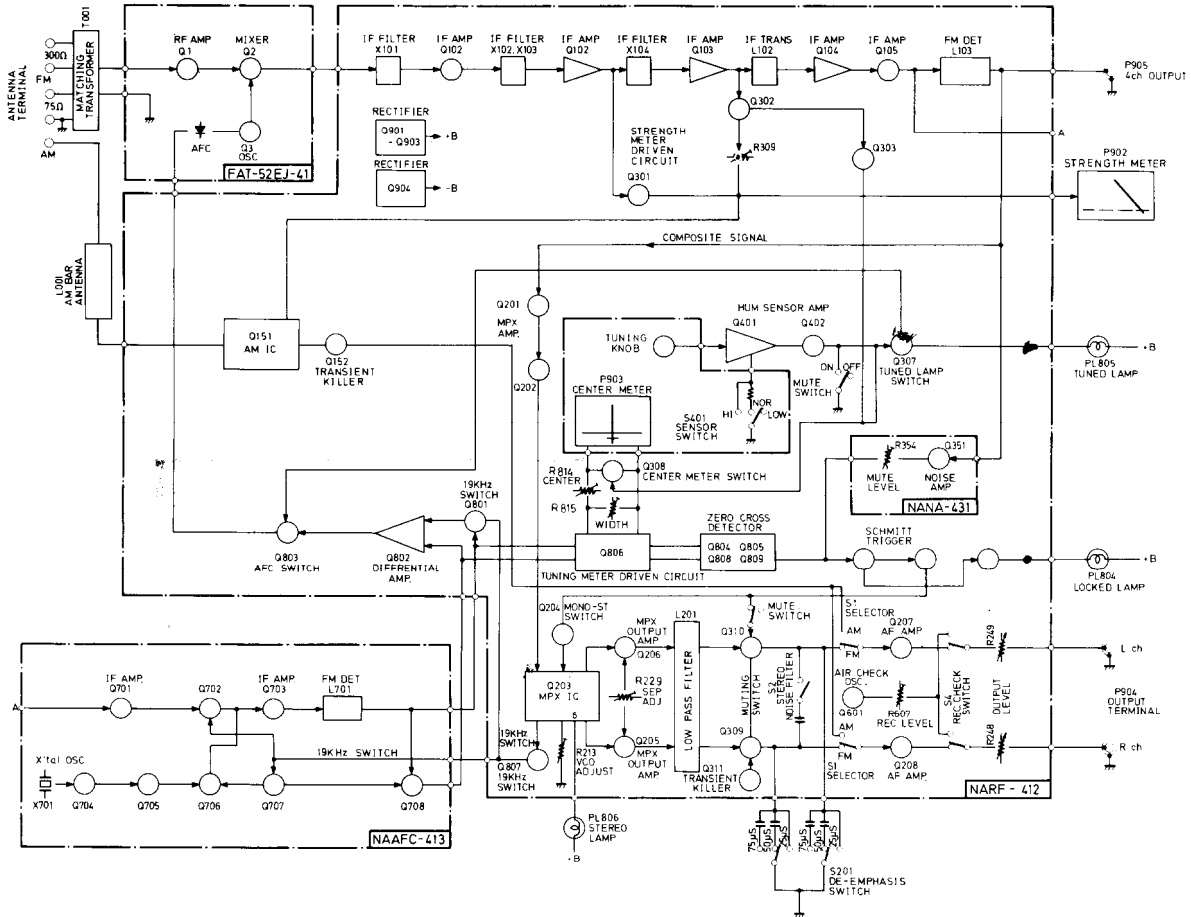 T001
MATCHING TRANSFORMER
ANTENNA TERMINAL
300Ω
FM
75Ω
AM
RF AMP
Q1
MIXER
Q2
AFC
Q3
OSC
FAT-52EJ-41
IF FILTER
X101
IF AMP
Q102
IF FILTER
X102, X103
IF AMP
Q102
IF FILTER
X104
IF AMP
Q103
IF TRANS
L102
IF AMP
Q104
IF AMP
Q105
FM DET
L103
P905
4ch OUTPUT
A
RECTIFIER
Q901
- Q903
+B
RECTIFIER
Q904
-B
STRENGTH
METER
DRIVEN
CIRCUIT
Q301
Q302
R309
Q303
P902
STRENGTH METER
COMPOSITE SIGNAL
L001
AM BAR
ANTENNA
Q151
AM IC
Q152
TRANSIENT
KILLER
Q201
MPX
AMP.
Q202
HUM SENSOR AMP
TUNING
KNOB
Q401
Q402
ON
OFF
MUTE
SWITCH
Q307
TUNED LAMP
SWITCH
PL805
TUNED LAMP
+B
P903
CENTER METER
S401
SENSOR
SWITCH
HI
NOR
LOW
R814
CENTER
Q308
CENTER METER SWITCH
R815
WIDTH
R354
MUTE
LEVEL
Q351
NOISE
AMP
NANA-431
19KHz
SWITCH
Q801
Q803
AFC SWITCH
Q802
DIFFERENTIAL
AMP.
Q806
TUNING METER DRIVEN CIRCUIT
ZERO CROSS
DETECTOR
Q804 Q805
Q808 Q809
SCHMITT
TRIGGER
PL804
LOCKED LAMP
+B
Q204
MONO-ST
SWITCH
MPX
OUTPUT
AMP
Q206
L201
LOW PASS FILTER
MUTE
SWITCH
Q310
MUTING
SWITCH
Q309
Q311
TRANSIENT
KILLER
S2
STEREO
NOISE FILTER
S1
SELECTOR
AM
FM
Q207
AF AMP
AIR CHECK
OSC.
Q601
R607
REC LEVEL
S4
REC.CHECK
SWITCH
R249
OUTPUT
LEVEL
R248
L ch
P904
OUTPUT
TERMINAL
R ch
Q203
MPX IC
6
R229
SEP
ADJ
Q205
MPX OUTPUT
AMP
R213
VCO
ADJUST
19KHz
SWITCH
Q807
19KHz
SWITCH
AM
FM
S1
SELECTOR
Q208
AF AMP
NARF - 412
PL806
STEREO
LAMP
+B
75μS
50μS
25μS
75μS
50μS
25μS
S201
DE-EMPHASIS
SWITCH
A
IF AMP.
Q701
Q702
IF AMP.
Q703
FM DET
L701
19KHz SWITCH
X'tal OSC
X701
Q704
Q705
Q706
Q707
Q708
NAAFC-413